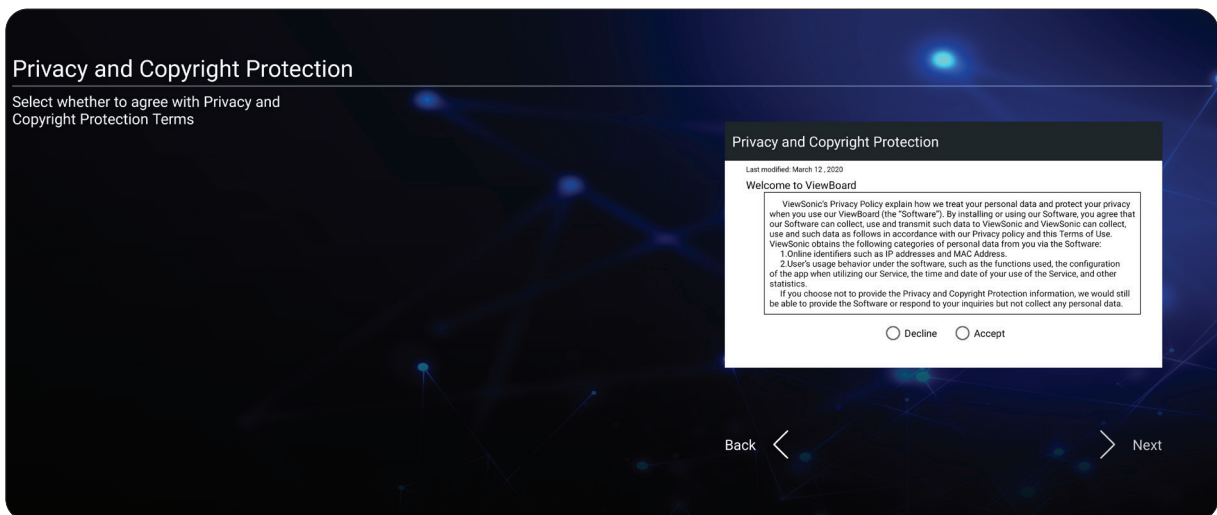 Privacy and Copyright Protection
Select whether to agree with Privacy and
Copyright Protection Terms
Privacy and Copyright Protection
Last modified: March 12 , 2020
Welcome to ViewBoard
ViewSonic's Privacy Policy explain how we treat your personal data and protect your privacy
when you use our ViewBoard (the “Software”). By installing or using our Software, you agree that
our Software can collect, use and transmit such data to ViewSonic and ViewSonic can collect,
use and such data as follows in accordance with our Privacy policy and this Terms of Use.
ViewSonic obtains the following categories of personal data from you via the Software:
1.Online identifiers such as IP addresses and MAC Address.
2.User's usage behavior under the software, such as the functions used, the configuration
of the app when utilizing our Service, the time and date of your use of the Service, and other
statistics.
If you choose not to provide the Privacy and Copyright Protection information, we would still
be able to provide the Software or respond to your inquiries but not collect any personal data.
Decline Accept
Back Next